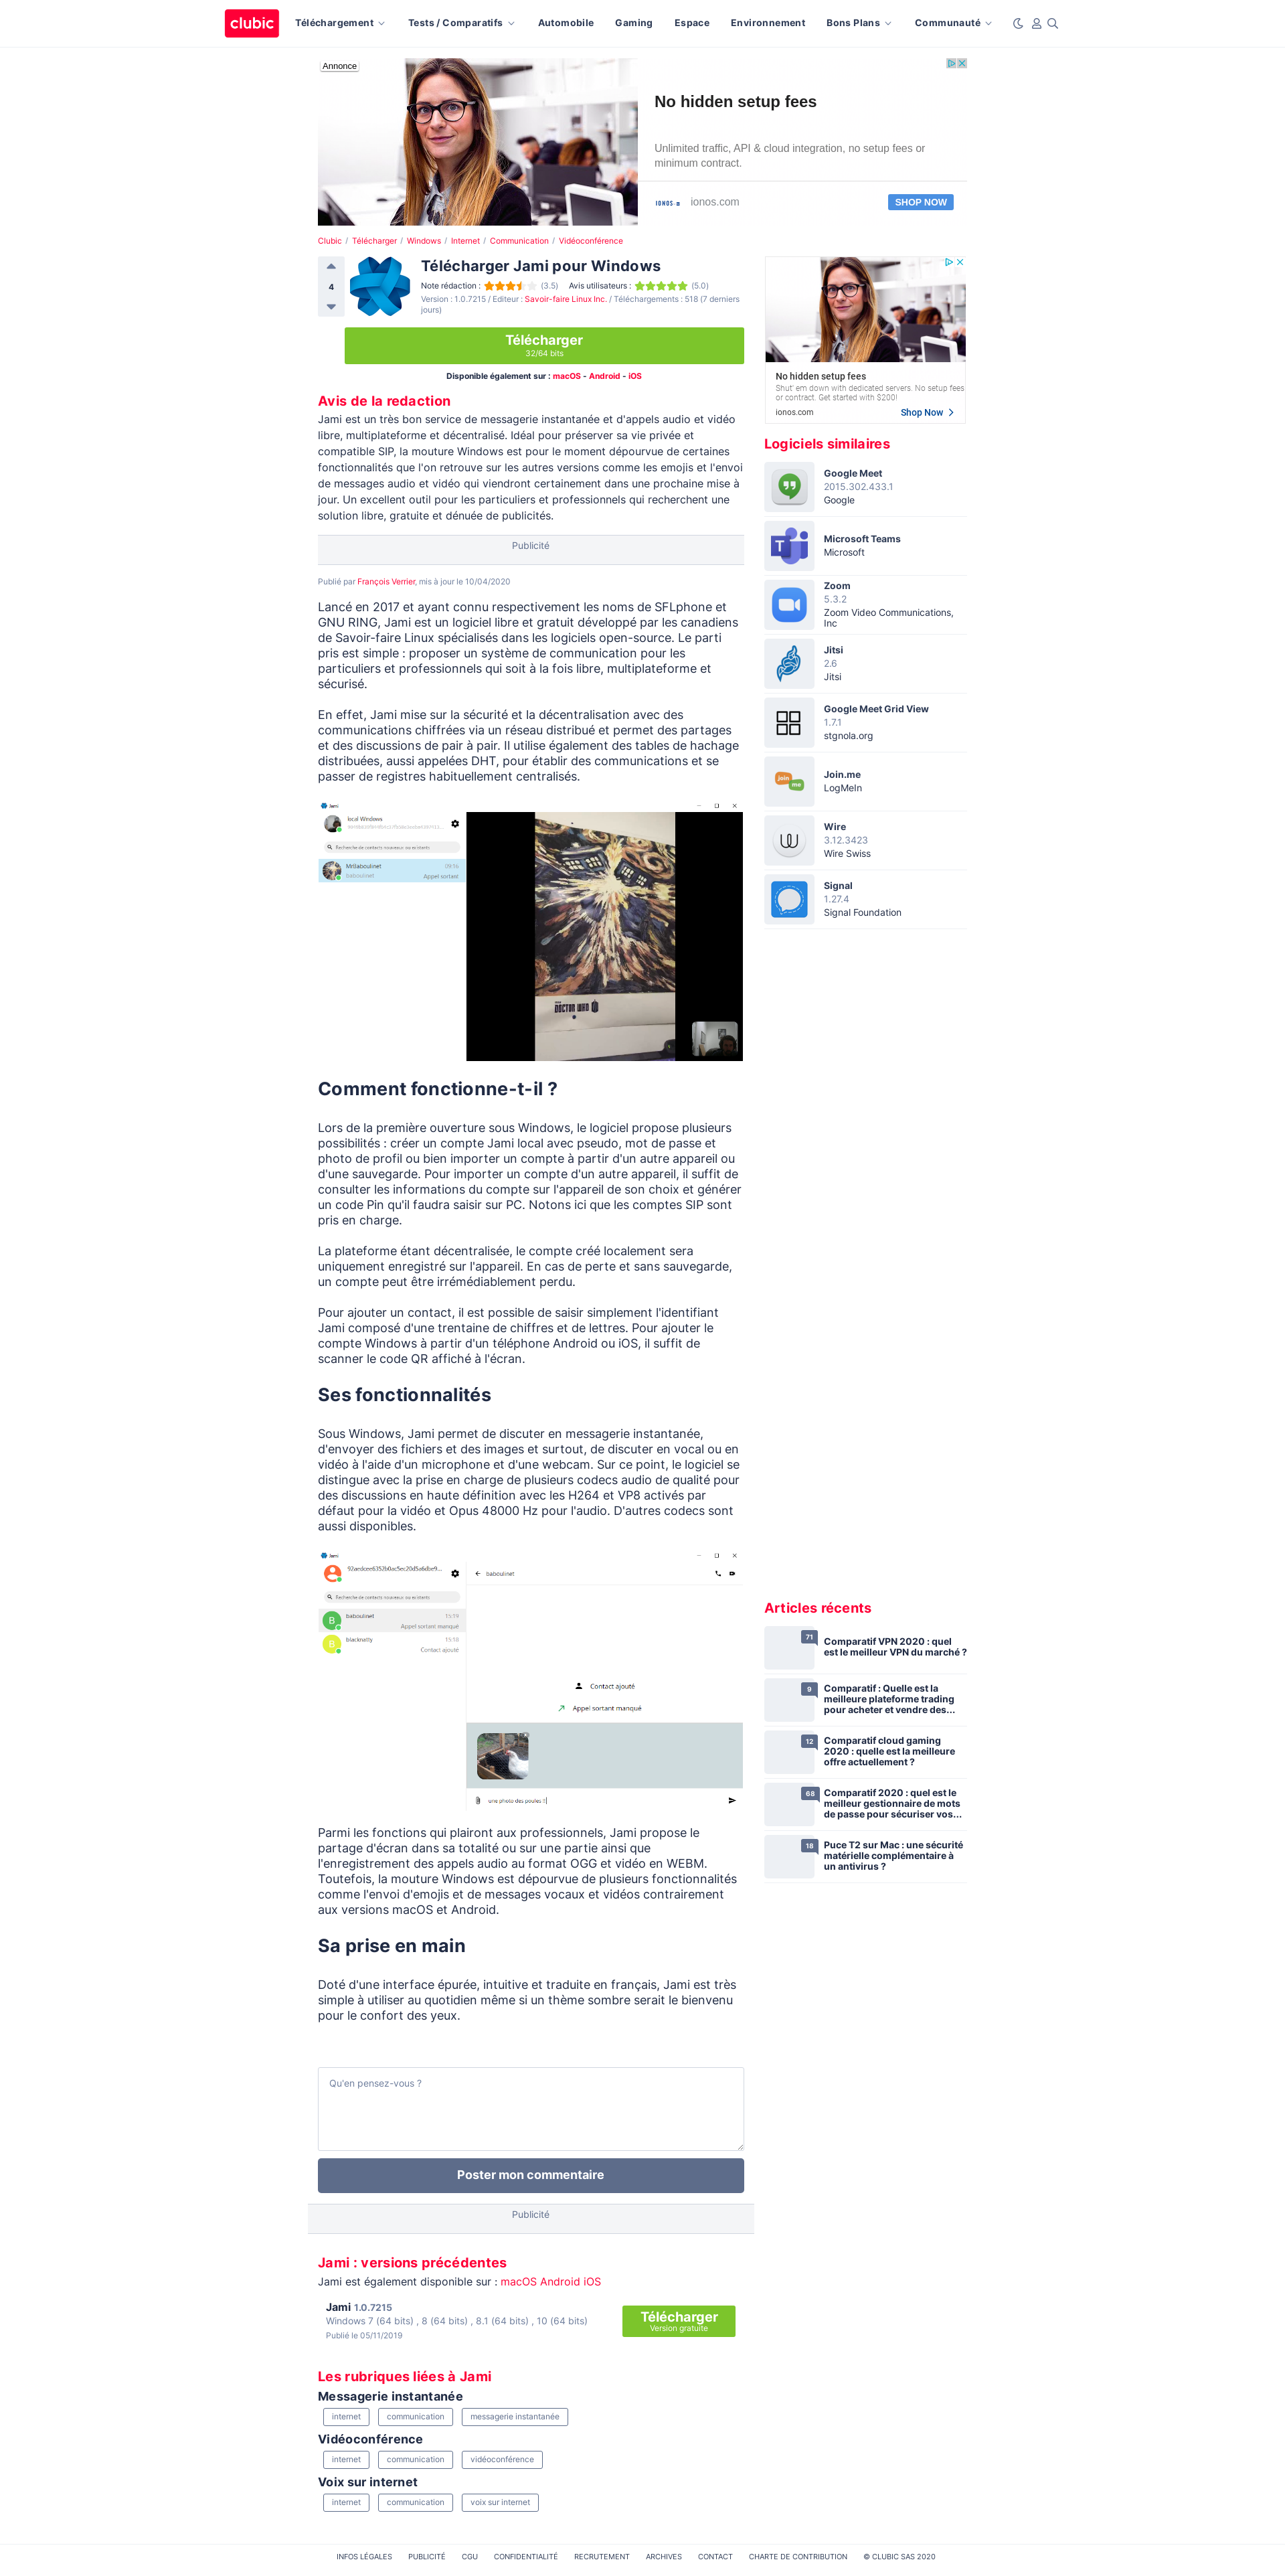 clubic
Téléchargement
Tests / Comparatifs
Automobile
Gaming
Espace
Environnement
Bons Plans
Communauté
Annonce
No hidden setup fees
Unlimited traffic, API & cloud integration, no setup fees or
minimum contract.
IONOS
ionos.com
SHOP NOW
Clubic / Télécharger / Windows / Internet / Communication / Vidéoconférence
4
Télécharger Jami pour Windows
Note rédaction : (3.5) Avis utilisateurs : (5.0)
Version : 1.0.7215 / Editeur : Savoir-faire Linux Inc. / Téléchargements : 518 (7 derniers
jours)
Télécharger
32/64 bits
Disponible également sur : macOS - Android - iOS
Avis de la redaction
Jami est un très bon service de messagerie instantané et d'appels audio et vidéo
libre, multiplateforme et décentralisé. Idéal pour préserver sa vie privée et
compatible SIP, la mouture Windows est pour le moment dépourvue de certaines
fonctionnalités que l'on retrouve sur les autres versions comme les emojis et l'envoi
de messages audio et vidéo qui viendront certainement dans une prochaine mise à
jour. Un excellent outil pour les particuliers et professionnels qui recherchent une
solution libre, gratuite et dénuée de publicités.
Publicité
Publié par François Verrier, mis à jour le 10/04/2020
Lancé en 2017 et ayant connu respectivement les noms de SFLphone et
GNU RING, Jami est un logiciel libre et gratuit développé par les canadiens
de Savoir-faire Linux spécialisés dans les logiciels open-source. Le parti
pris est simple : proposer un système de communication pour les
particuliers et professionnels qui soit à la fois libre, multiplateforme et
sécurisé.
En effet, Jami mise sur la sécurité et la décentralisation avec des
communications chiffrées via un réseau distribué et permet des partages
et des discussions de pair à pair. Il utilise également des tables de hachage
distribuées, aussi appelées DHT, pour établir des communications et se
passer de registres habituellement centralisés.
Jami
local Windows
Recherche de contacts nouveaux ou existants
Mrilaboulinet 09:16
baboulinet Appel sortant
DOCTOR WHO
Comment fonctionne-t-il ?
Lors de la première ouverture sous Windows, le logiciel propose plusieurs
possibilités : créer un compte Jami local avec pseudo, mot de passe et
photo de profil ou bien importer un compte à partir d'un autre appareil ou
d'une sauvegarde. Pour importer un compte d'un autre appareil, il suffit de
consulter les informations du compte sur l'appareil de son choix et générer
un code Pin qu'il faudra saisir sur PC. Notons ici que les comptes SIP sont
pris en charge.
La plateforme étant décentralisée, le compte créé localement sera
uniquement enregistré sur l'appareil. En cas de perte et sans sauvegarde,
un compte peut être irrémédiablement perdu.
Pour ajouter un contact, il est possible de saisir simplement l'identifiant
Jami composé d'une trentaine de chiffres et de lettres. Pour ajouter le
compte Windows à partir d'un téléphone Android ou iOS, il suffit de
scanner le code QR affiché à l'écran.
Ses fonctionnalités
Sous Windows, Jami permet de discuter en messagerie instantanée,
d'envoyer des fichiers et des images et surtout, de discuter en vocal ou en
vidéo à l'aide d'un microphone et d'une webcam. Sur ce point, le logiciel se
distingue avec la prise en charge de plusieurs codecs audio de qualité pour
des discussions en haute définition avec les H264 et VP8 activés par
défaut pour la vidéo et Opus 48000 Hz pour l'audio. D'autres codecs sont
aussi disponibles.
Jami
92aedcee6352b0ac5ec20d5a6dbe9...
Recherche de contacts nouveaux ou existants
B baboulinet 15:19
Appel sortant manqué
B blacknally 15:18
Contact ajouté
baboulinet
Contact ajouté
Appel sortant manqué
une photo des poules !
Parmi les fonctions qui plairont aux professionnels, Jami propose le
partage d'écran dans sa totalité ou sur une partie ainsi que
l'enregistrement des appels audio au format OGG et vidéo en WEBM.
Toutefois, la mouture Windows est dépourvue de plusieurs fonctionnalités
comme l'envoi d'emojis et de messages vocaux et vidéos contrairement
aux versions macOS et Android.
Sa prise en main
Doté d'une interface épurée, intuitive et traduite en français, Jami est très
simple à utiliser au quotidien même si un thème sombre serait le bienvenu
pour le confort des yeux.
Qu'en pensez-vous ?
Poster mon commentaire
Publicité
Jami : versions précédentes
Jami est également disponible sur : macOS Android iOS
Jami 1.0.7215
Windows 7 (64 bits) , 8 (64 bits) , 8.1 (64 bits) , 10 (64 bits)
Publié le 05/11/2019
Télécharger
Version gratuite
Les rubriques liées à Jami
Messagerie instantanée
internet communication messagerie instantanée
Vidéoconférence
internet communication vidéoconférence
Voix sur internet
internet communication voix sur internet
No hidden setup fees
Shut' em down with dedicated servers. No setup fees
or contract. Get started with $200!
ionos.com
Shop Now
Logiciels similaires
Google Meet
2015.302.433.1
Google
Microsoft Teams
Microsoft
Zoom
5.3.2
Zoom Video Communications,
Inc
Jitsi
2.6
Jitsi
Google Meet Grid View
1.7.1
stgnola.org
join
me
Join.me
LogMeIn
Wire
3.12.3423
Wire Swiss
Signal
1.27.4
Signal Foundation
Articles récents
71
Comparatif VPN 2020 : quel
est le meilleur VPN du marché ?
9
Comparatif : Quelle est la
meilleure plateforme trading
pour acheter et vendre des...
12
Comparatif cloud gaming
2020 : quelle est la meilleure
offre actuellement ?
68
Comparatif 2020 : quel est le
meilleur gestionnaire de mots
de passe pour sécuriser vos...
18
Puce T2 sur Mac : une sécurité
matérielle complémentaire à
un antivirus ?
INFOS LÉGALES
PUBLICITÉ
CGU
CONFIDENTIALITÉ
RECRUTEMENT
ARCHIVES
CONTACT
CHARTE DE CONTRIBUTION
© CLUBIC SAS 2020